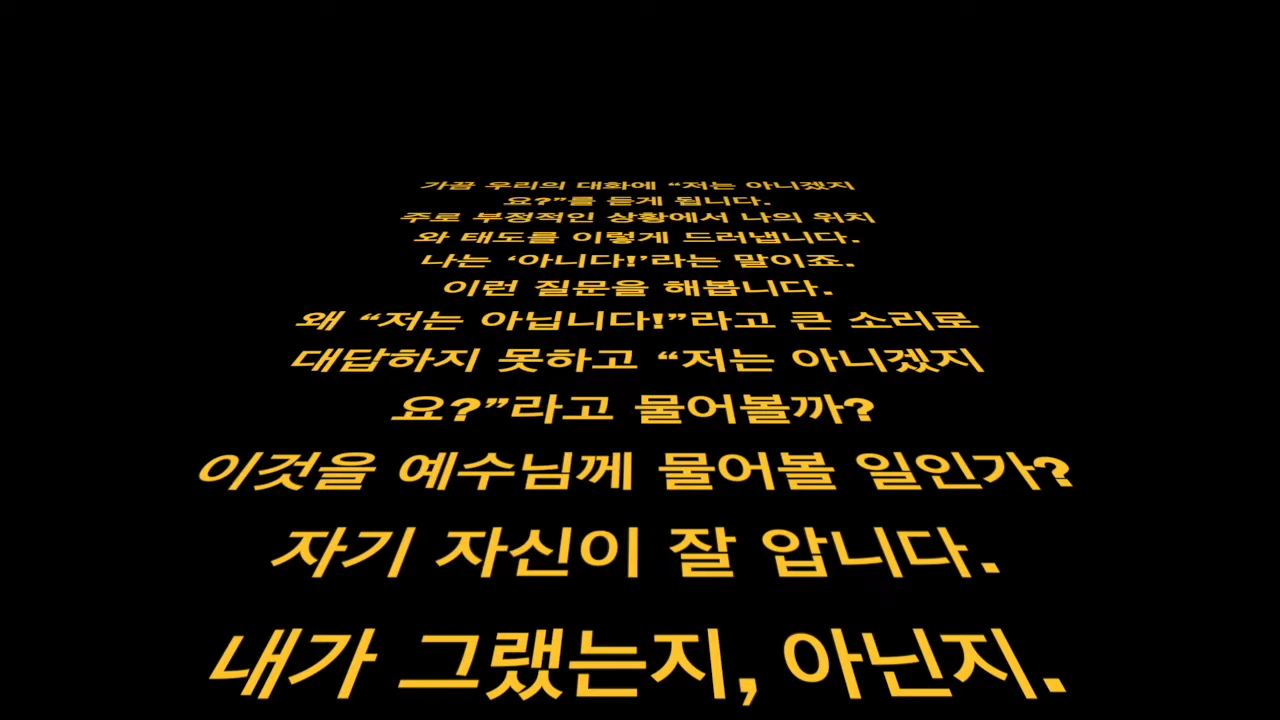 가끔 우리의 대화에 “저는 아니겠지
요?”를 듣게 됩니다.
주로 부정적인 상황에서 나의 위치
와 태도를 이렇게 드러냅니다.
나는 ‘아니다!’라는 말이죠.
이런 질문을 해봅니다.
왜 “저는 아닙니다!”라고 큰 소리로
대답하지 못하고 “저는 아니겠지
요?”라고 물어볼까?
이것을 예수님께 물어볼 일인가?
자기 자신이 잘 압니다.
내가 그랬는지, 아닌지.